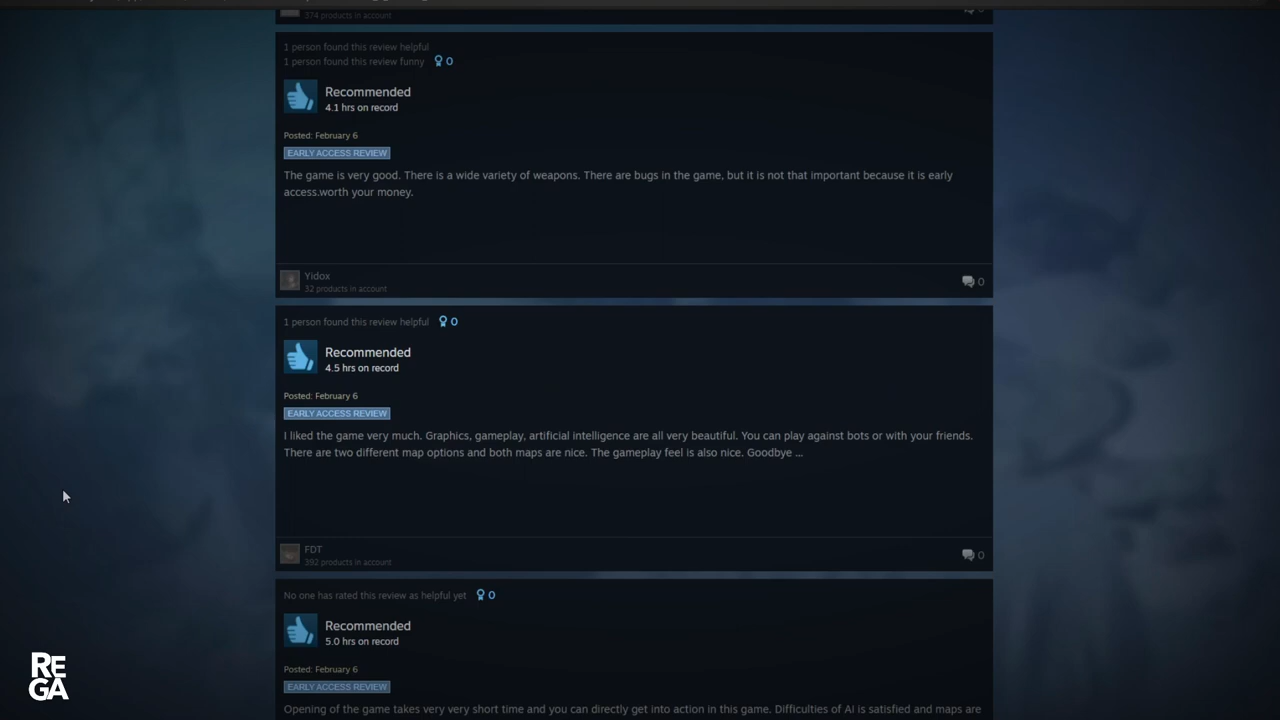 374 products in account
1 person found this review helpful
1 person found this review funny 0
Recommended
4.1 hrs on record
Posted: February 6
EARLY ACCESS REVIEW
The game is very good. There is a wide variety of weapons. There are bugs in the game, but it is not that important because it is early
access.worth your money.
Yidox
32 products in account
0
1 person found this review helpful 0
Recommended
4.5 hrs on record
Posted: February 6
EARLY ACCESS REVIEW
I liked the game very much. Graphics, gameplay, artificial intelligence are all very beautiful. You can play against bots or with your friends.
There are two different map options and both maps are nice. The gameplay feel is also nice. Goodbye ...
FDT
392 products in account
0
No one has rated this review as helpful yet 0
Recommended
5.0 hrs on record
Posted: February 6
EARLY ACCESS REVIEW
Opening of the game takes very very short time and you can directly get into action in this game. Difficulties of AI is satisfied and maps are
RE
GA